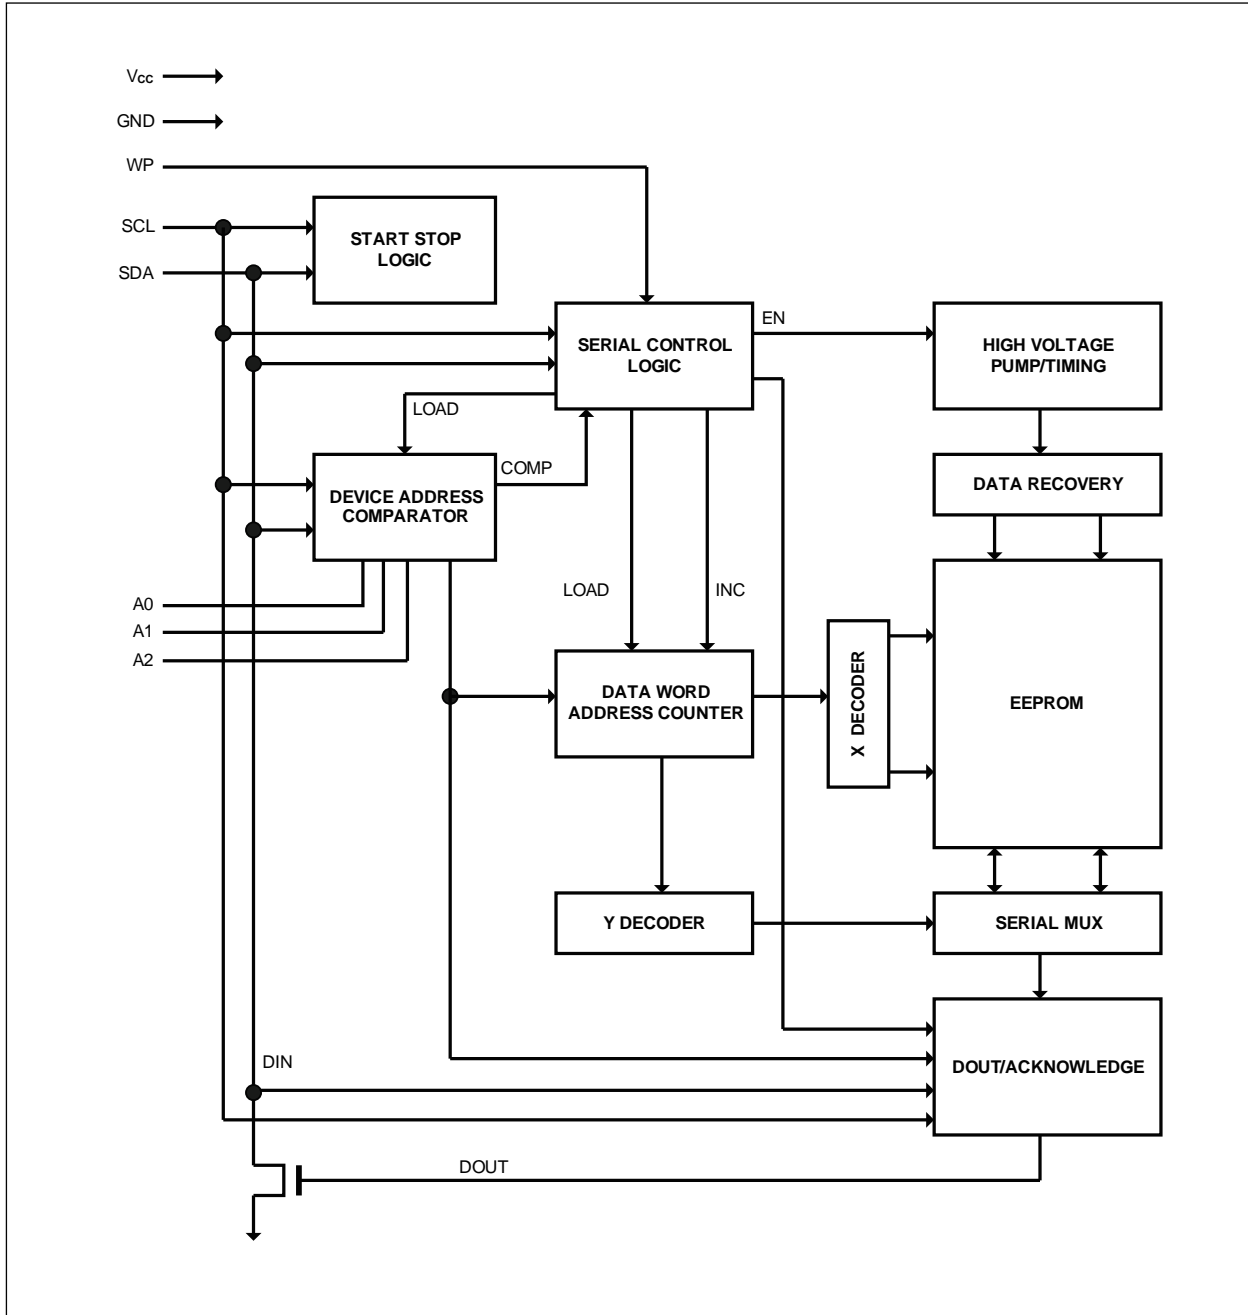 Vcc
GND
WP
SCL
START STOP
LOGIC
SDA
EN
SERIAL CONTROL
LOGIC
HIGH VOLTAGE
PUMP/TIMING
LOAD
COMP
DEVICE ADDRESS
COMPARATOR
DATA RECOVERY
LOAD
INC
A0
A1
A2
X DECODER
DATA WORD
ADDRESS COUNTER
EEPROM
Y DECODER
SERIAL MUX
DIN
DOUT/ACKNOWLEDGE
DOUT